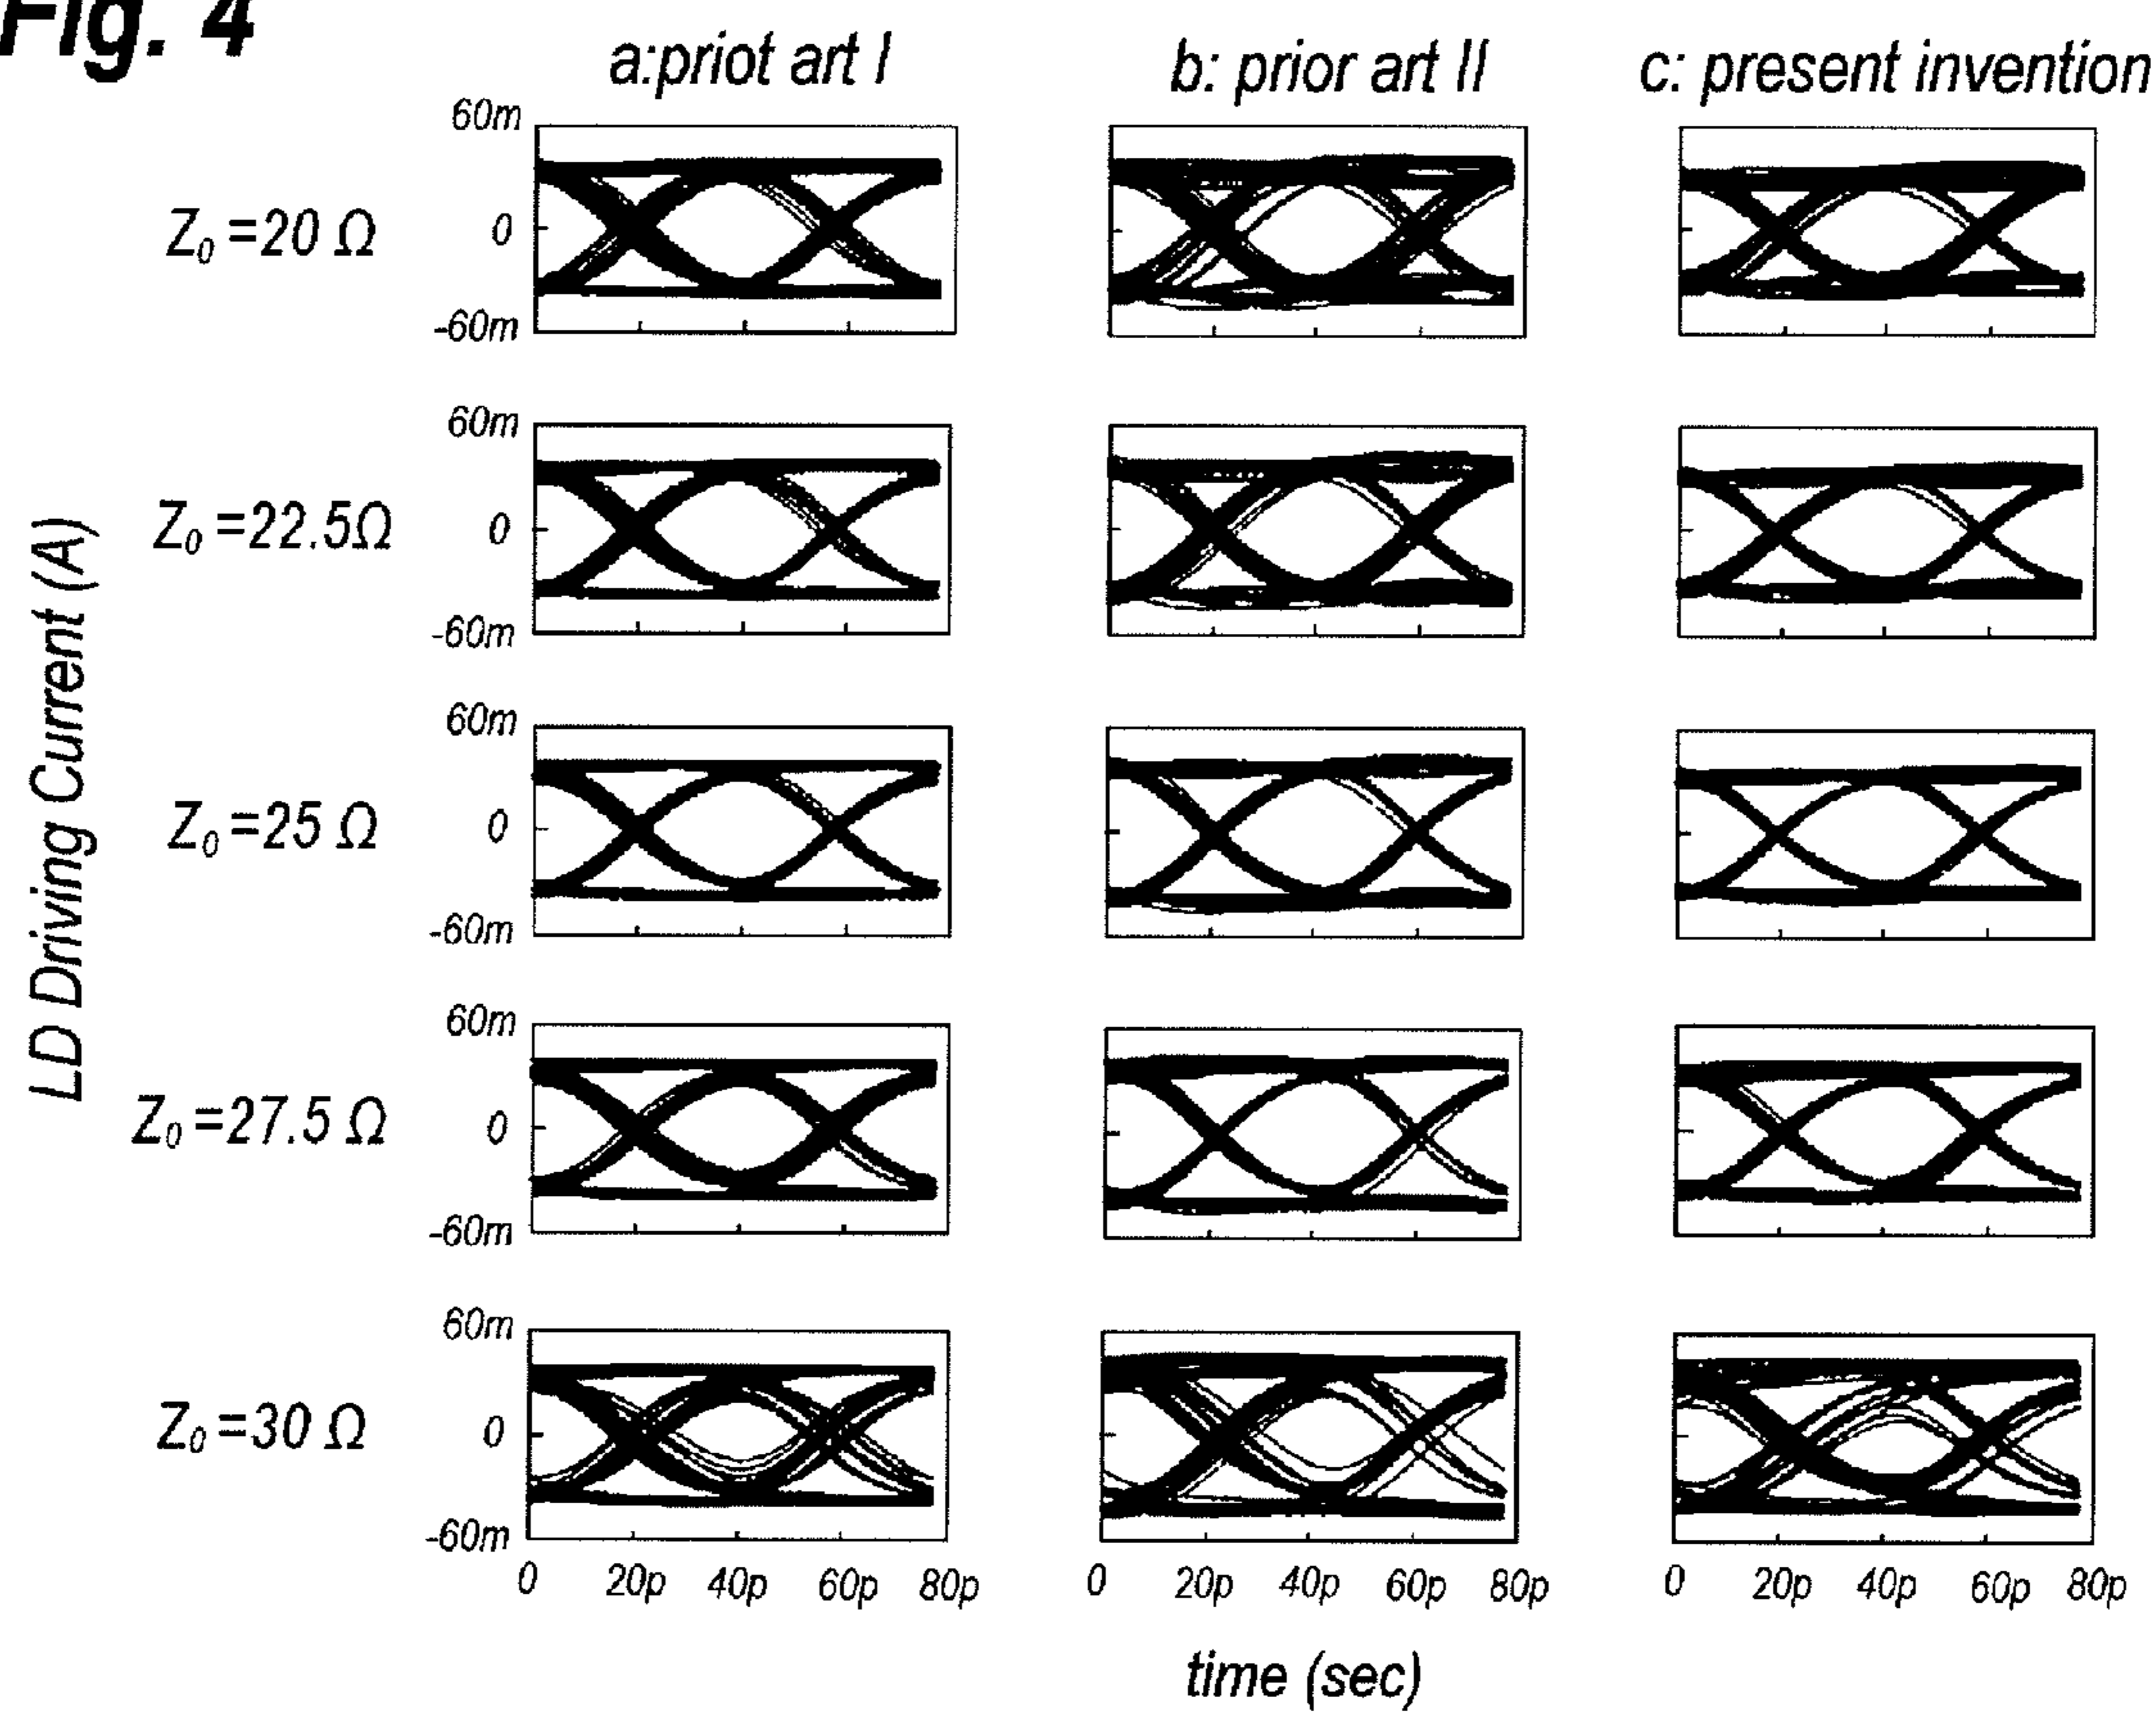 Fig. 4
a:priot art I
b: prior art II
c: present invention
LD Driving Current (A)
Z0 =20 Ω
60m
0
-60m
Z0 =22.5Ω
60m
0
-60m
Z0 =25 Ω
60m
0
-60m
Z0 =27.5 Ω
60m
0
-60m
Z0 =30 Ω
60m
0
-60m
0 20p 40p 60p 80p
0 20p 40p 60p 80p
0 20p 40p 60p 80p
time (sec)